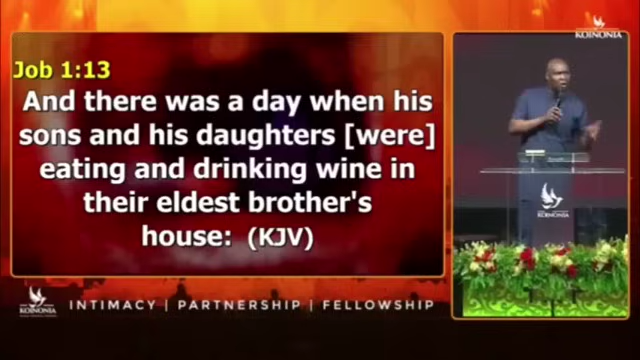 Job 1:13
And there was a day when his
sons and his daughters [were]
eating and drinking wine in
their eldest brother's
house: (KJV)
KOINONIA
KOINONIA
KOINONIA
INTIMACY | PARTNERSHIP | FELLOWSHIP